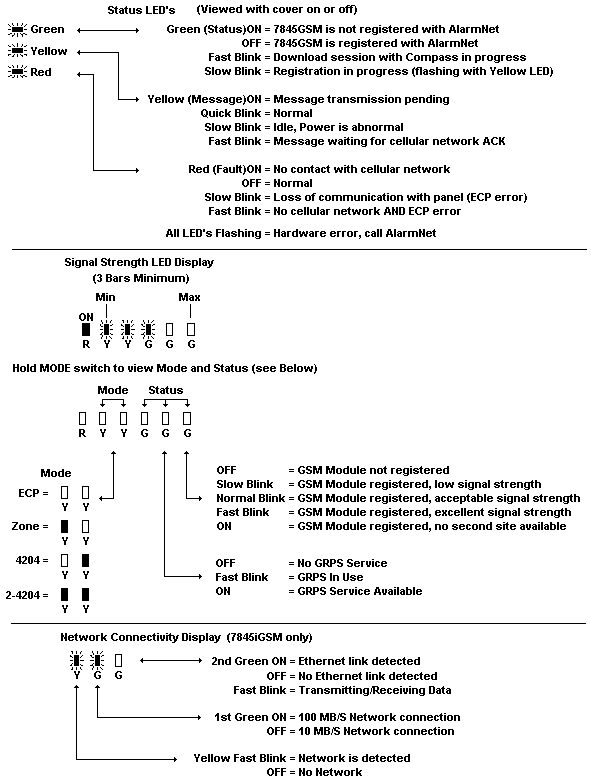 Status LED's (Viewed with cover on or off)
Green
Green (Status)ON = 7845GSM is not registered with AlarmNet
OFF = 7845GSM is registered with AlarmNet
Yellow
Fast Blink = Download session with Compass in progress
Red
Slow Blink = Registration in progress (flashing with Yellow LED)
Yellow (Message)ON = Message transmission pending
Quick Blink = Normal
Slow Blink = Idle, Power is abnormal
Fast Blink = Message waiting for cellular network ACK
Red (Fault)ON = No contact with cellular network
OFF = Normal
Slow Blink = Loss of communication with panel (ECP error)
Fast Blink = No cellular network AND ECP error
All LED's Flashing = Hardware error, call AlarmNet
Signal Strength LED Display
(3 Bars Minimum)
Min Max
ON
R Y Y G G G
Hold MODE switch to view Mode and Status (see Below)
Mode Status
R Y Y G G G
Mode
ECP =
Y Y
Zone =
Y Y
4204 =
Y Y
2-4204 =
Y Y
OFF = GSM Module not registered
Slow Blink = GSM Module registered, low signal strength
Normal Blink = GSM Module registered, acceptable signal strength
Fast Blink = GSM Module registered, excellent signal strength
ON = GSM Module registered, no second site available
OFF = No GRPS Service
Fast Blink = GRPS In Use
ON = GRPS Service Available
Network Connectivity Display (7845iGSM only)
Y G G
2nd Green ON = Ethernet link detected
OFF = No Ethernet link detected
Fast Blink = Transmitting/Receiving Data
1st Green ON = 100 MB/S Network connection
OFF = 10 MB/S Network connection
Yellow Fast Blink = Network is detected
OFF = No Network